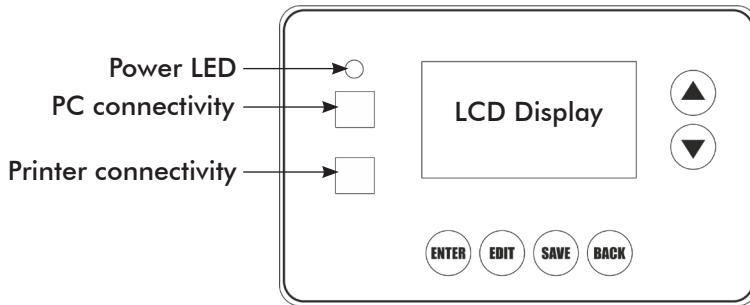 Power LED
PC connectivity
Printer connectivity
LCD Display
ENTER EDIT SAVE BACK